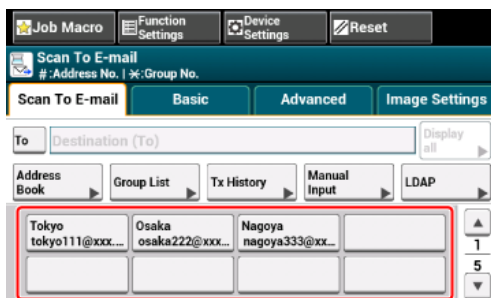 Job Macro
Function Settings
Device Settings
Reset
Scan To E-mail
#:Address No. | ✶:Group No.
Scan To E-mail
Basic
Advanced
Image Settings
To
Destination (To)
Display all
Address Book
Group List
Tx History
Manual Input
LDAP
Tokyo
tokyo111@xxx....
Osaka
osaka222@xxx...
Nagoya
nagoya333@xx...
1
5